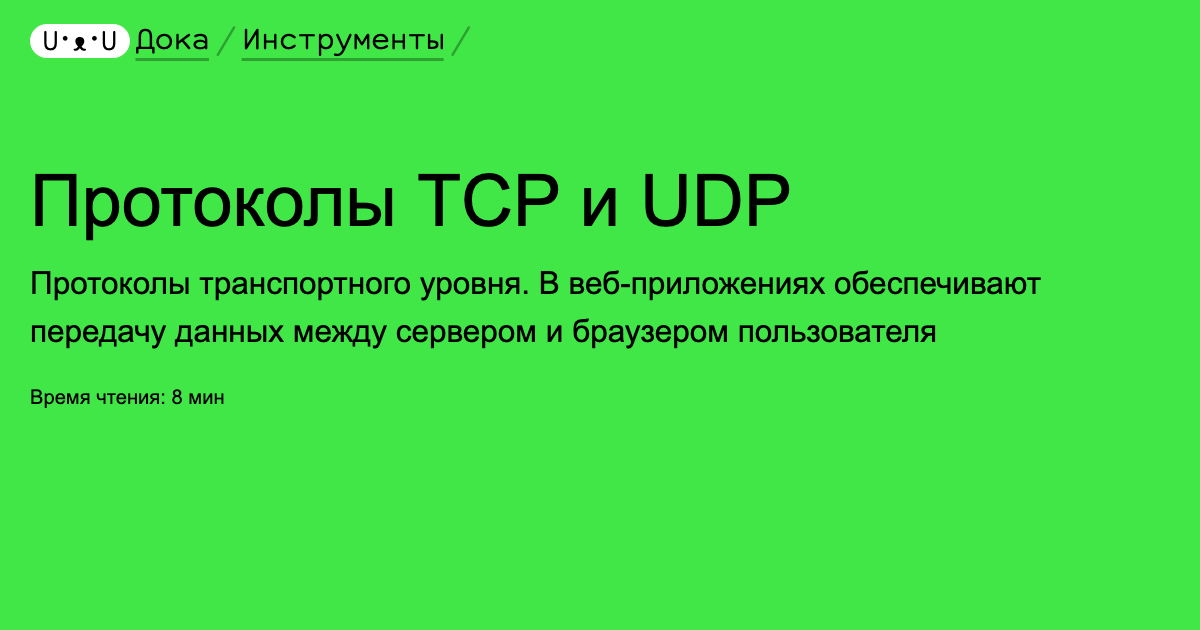 U·ᴥ·U Дока / Инструменты /
Протоколы TCP и UDP
Протоколы транспортного уровня. В веб-приложениях обеспечивают
передачу данных между сервером и браузером пользователя
Время чтения: 8 мин